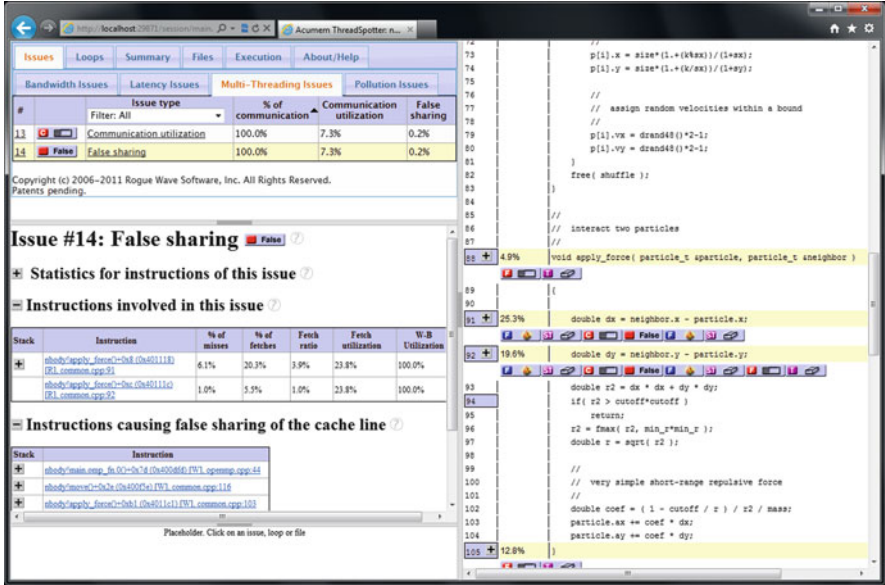 http://localhost:29871/session/main.
Acumem ThreadSpotter: n...
Issues Loops Summary Files Execution About/Help
Bandwidth Issues Latency Issues Multi-Threading Issues Pollution Issues
# Issue type % of communication Communication utilization False sharing
Filter: All
13 C Communication utilization 100.0% 7.3% 0.2%
14 False False sharing 100.0% 7.3% 0.2%
Copyright (c) 2006-2011 Rogue Wave Software, Inc. All Rights Reserved.
Patents pending.
Issue #14: False sharing False ?
Statistics for instructions of this issue ?
Instructions involved in this issue ?
Stack Instruction % of misses % of fetches Fetch ratio Fetch utilization W-B Utilization
nbody!apply_force()+0x8 (0x401118) 6.1% 20.3% 3.9% 23.8% 100.0%
[R], common.cpp:91
nbody!apply_force()+0xc (0x40111c) 1.0% 5.5% 1.0% 23.8% 100.0%
[R], common.cpp:92
Instructions causing false sharing of the cache line ?
Stack Instruction
nbody!main.omp_fn.0()+0x7d (0x400dfd) [W], openmp.cpp:44
nbody!move()+0x2e (0x400f3e) [W], common.cpp:116
nbody!apply_force()+0xb1 (0x4011c1) [W], common.cpp:103
Placeholder. Click on an issue, loop or file
72 //
73 p[i].x = size*(1.+(k%sx))/(1+sx);
74 p[i].y = size*(1.+(k/sx))/(1+sy);
75
76 //
77 // assign random velocities within a bound
78 //
79 p[i].vx = drand48()*2-1;
80 p[i].vy = drand48()*2-1;
81 }
82 free( shuffle );
83 }
84
85 //
86 // interact two particles
87 //
88 4.9% void apply_force( particle_t &particle, particle_t &neighbor )
89 {
90
91 25.3% double dx = neighbor.x - particle.x;
False
92 19.6% double dy = neighbor.y - particle.y;
False
93 double r2 = dx * dx + dy * dy;
94 if( r2 > cutoff*cutoff )
95 return;
96 r2 = fmax( r2, min_r*min_r );
97 double r = sqrt( r2 );
98
99 //
100 // very simple short-range repulsive force
101 //
102 double coef = ( 1 - cutoff / r ) / r2 / mass;
103 particle.ax += coef * dx;
104 particle.ay += coef * dy;
105 12.8% }